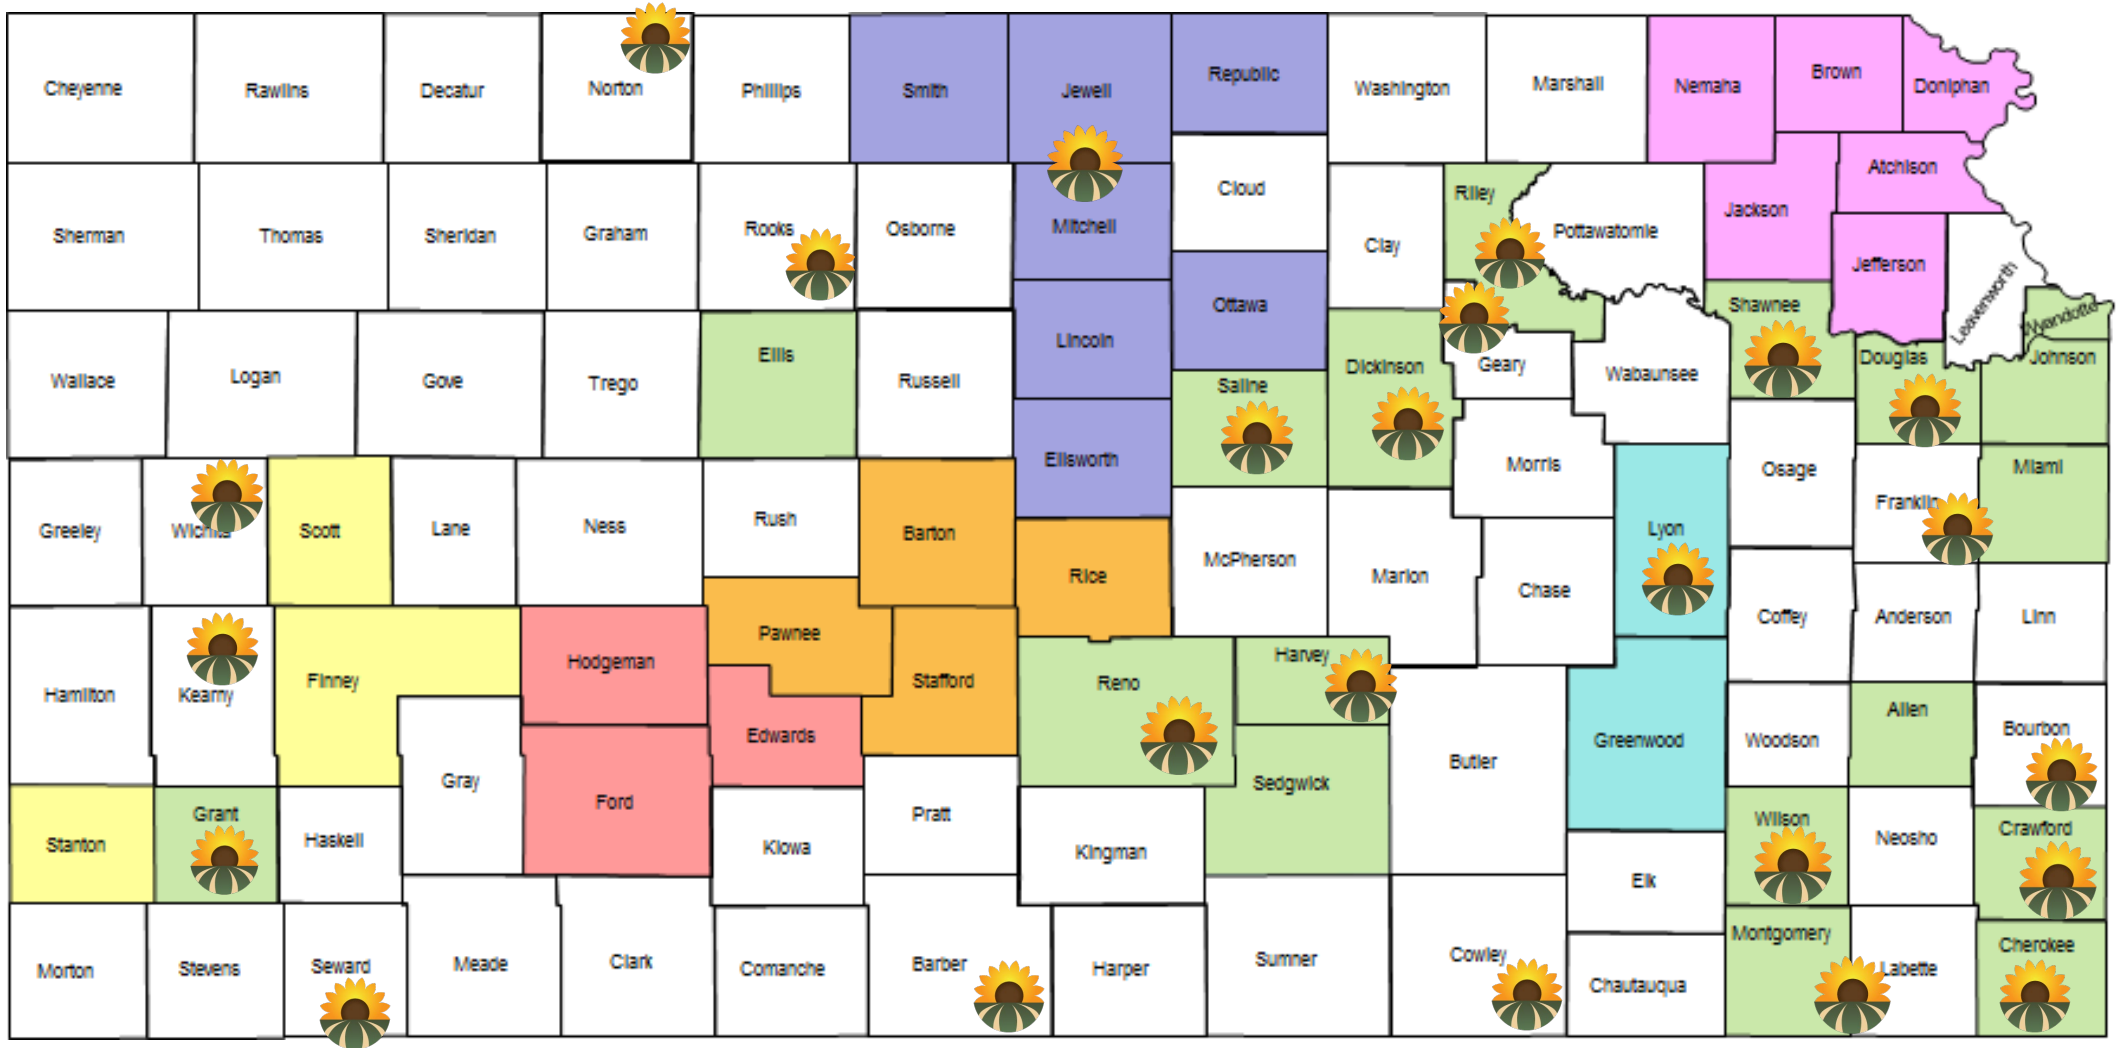 Cheyenne
Rawlins
Decatur
Norton
Phillips
Smith
Jewell
Republic
Washington
Marshall
Nemaha
Brown
Doniphan
Sherman
Thomas
Sheridan
Graham
Rooks
Osborne
Mitchell
Cloud
Clay
Riley
Pottawatomie
Jackson
Atchison
Jefferson
Leavenworth
Wyandotte
Wallace
Logan
Gove
Trego
Ellis
Russell
Lincoln
Ottawa
Saline
Dickinson
Geary
Wabaunsee
Shawnee
Douglas
Johnson
Greeley
Wichita
Scott
Lane
Ness
Rush
Barton
Ellsworth
Rice
McPherson
Marion
Morris
Chase
Lyon
Osage
Franklin
Miami
Hamilton
Kearny
Finney
Hodgeman
Pawnee
Stafford
Edwards
Reno
Harvey
Coffey
Anderson
Linn
Stanton
Grant
Haskell
Gray
Ford
Kiowa
Pratt
Kingman
Sedgwick
Butler
Greenwood
Woodson
Allen
Bourbon
Wilson
Neosho
Crawford
Elk
Morton
Stevens
Seward
Meade
Clark
Comanche
Barber
Harper
Sumner
Cowley
Chautauqua
Montgomery
Labette
Cherokee